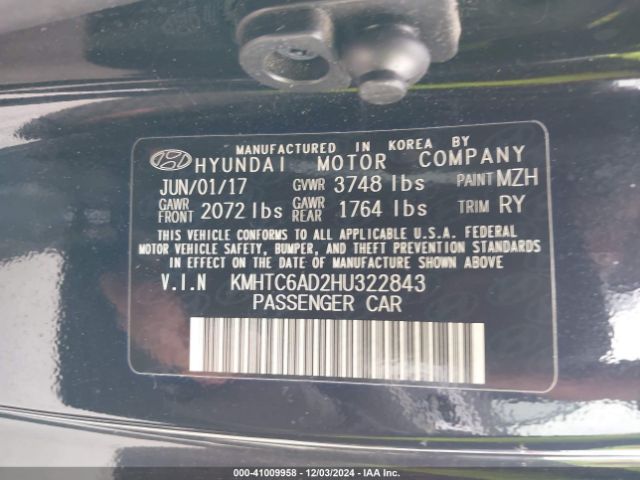 MANUFACTURED IN KOREA BY
HYUNDAI MOTOR COMPANY
JUN/01/17 GVWR 3748 lbs PAINT MZH
GAWR FRONT 2072 lbs GAWR REAR 1764 lbs TRIM RY
THIS VEHICLE CONFORMS TO ALL APPLICABLE U.S.A. FEDERAL
MOTOR VEHICLE SAFETY, BUMPER, AND THEFT PREVENTION STANDARDS
IN EFFECT ON THE DATE OF MANUFACTURE SHOWN ABOVE
V.I.N KMHTC6AD2HU322843
PASSENGER CAR
000-41009958 - 12/03/2024 - IAA Inc.